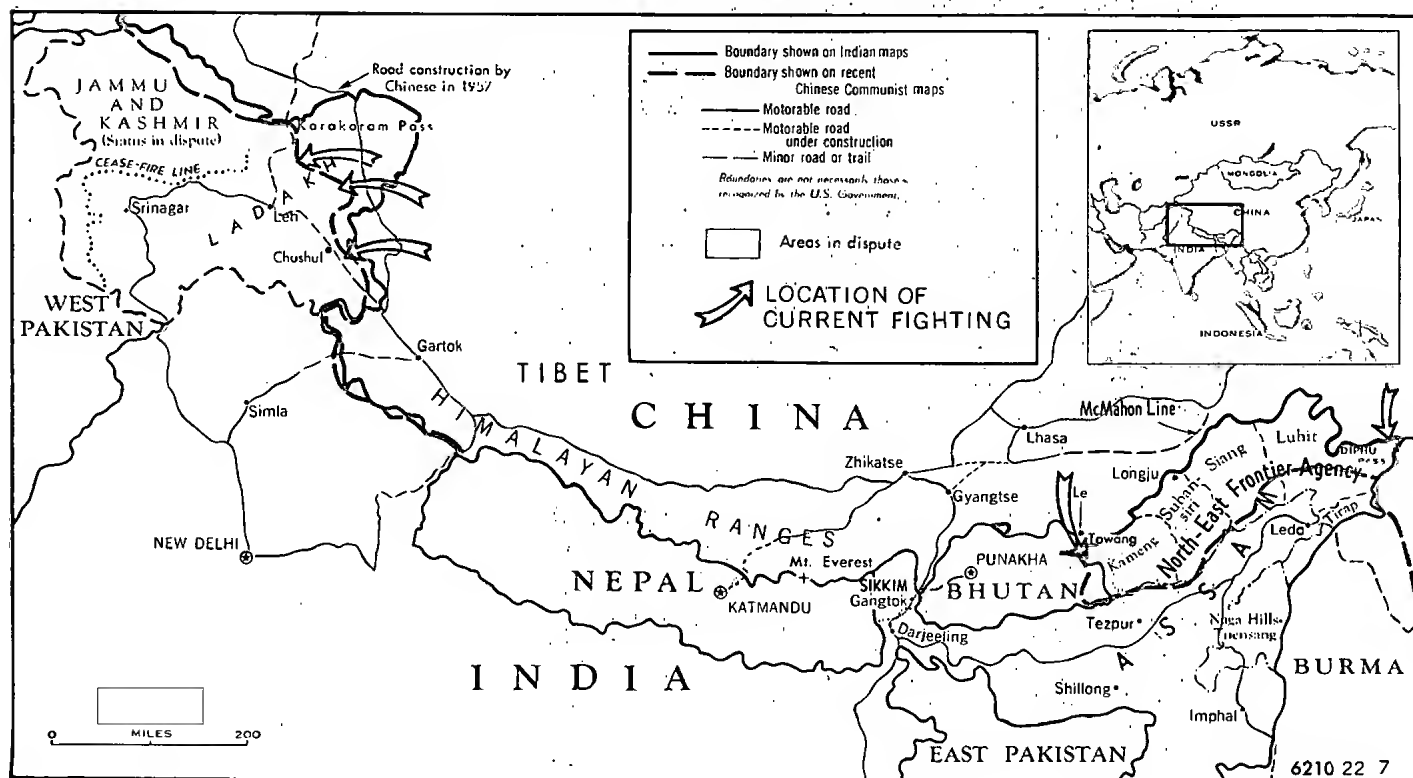 Road construction by
Chinese in 1957
JAMMU
AND
KASHMIR
(Status in dispute)
Karakoram Pass
CEASE-FIRE LINE
Srinagar
LADAKH
Leh
Chushul
WEST
PAKISTAN
Gartok
Simla
NEW DELHI
Boundary shown on Indian maps
Boundary shown on recent
Chinese Communist maps
Motorable road
Motorable road
under construction
Minor road or trail
Boundaries are not necessarily those
recognized by the U.S. Government.
Areas in dispute
LOCATION OF
CURRENT FIGHTING
USSR
MONGOLIA
CHINA
JAPAN
INDIA
INDONESIA
TIBET
CHINA
HIMALAYAN RANGES
McMahon Line
Lhasa
Zhikatse
Gyangtse
Longju
Le
Towang
Kameng
Suban-
siri
Siang
Luhit
North-East Frontier Agency
DIPHU
PASS
Tirap
Ledo
ASSAM
Mt. Everest
NEPAL
KATMANDU
SIKKIM
Gangtok
PUNAKHA
BHUTAN
Darjeeling
Tezpur
Naga Hills-
Shillong
Imphal
INDIA
EAST PAKISTAN
BURMA
0 MILES 200
6210 22 7